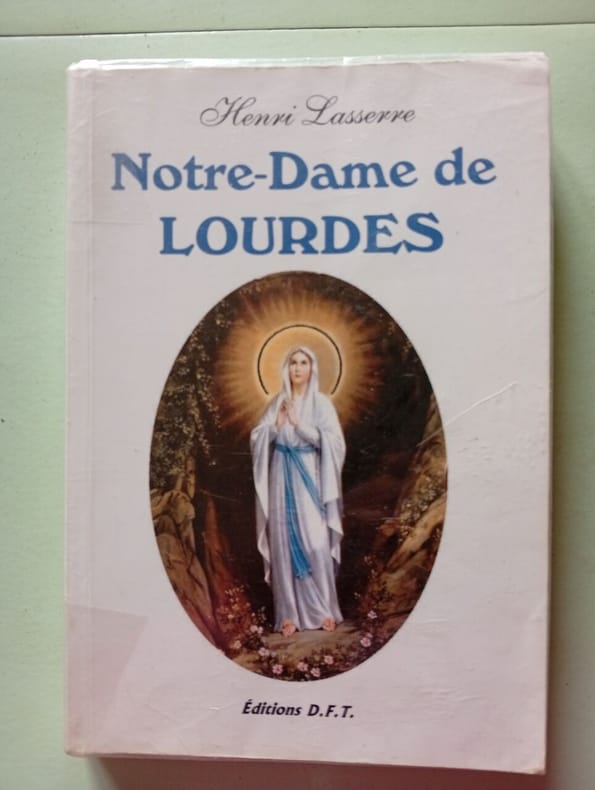 Henri Lasserre
Notre-Dame de
LOURDES
Éditions D.F.T.